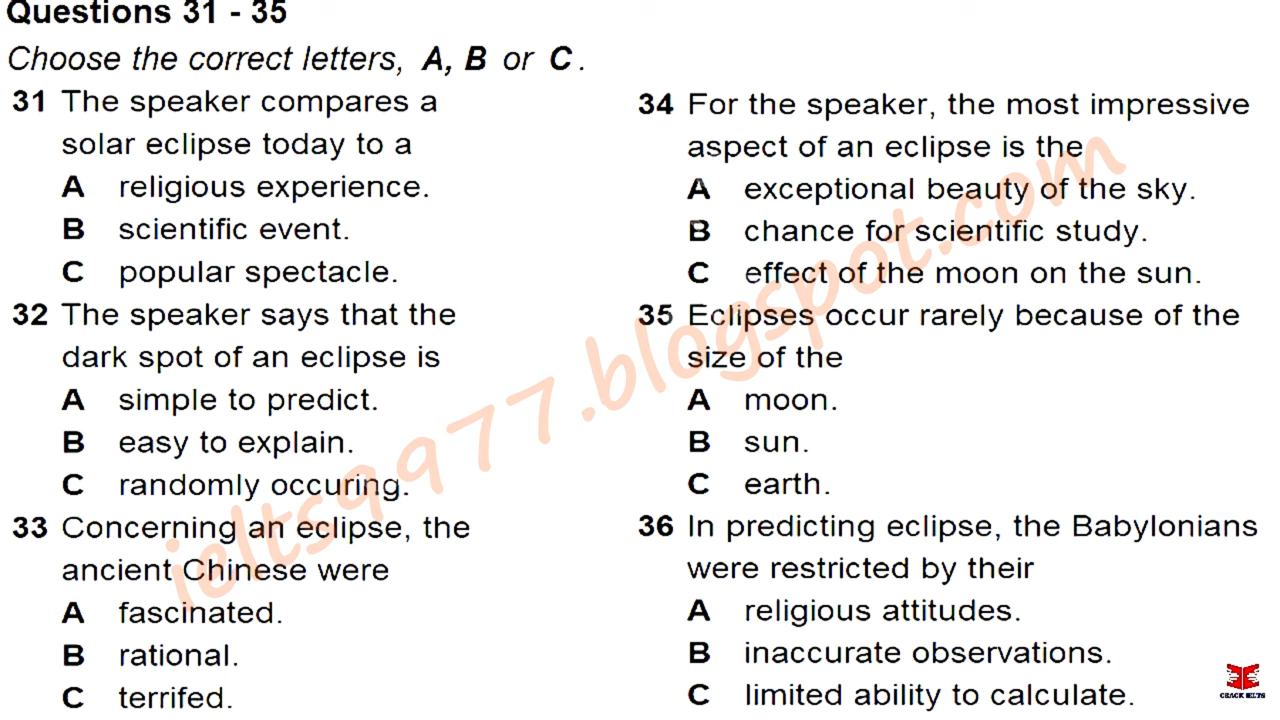 Questions 31 - 35
Choose the correct letters, A, B or C.
31 The speaker compares a
solar eclipse today to a
A religious experience.
B scientific event.
C popular spectacle.
32 The speaker says that the
dark spot of an eclipse is
A simple to predict.
B easy to explain.
C randomly occuring.
33 Concerning an eclipse, the
ancient Chinese were
A fascinated.
B rational.
C terrifed.
34 For the speaker, the most impressive
aspect of an eclipse is the
A exceptional beauty of the sky.
B chance for scientific study.
C effect of the moon on the sun.
35 Eclipses occur rarely because of the
size of the
A moon.
B sun.
C earth.
36 In predicting eclipse, the Babylonians
were restricted by their
A religious attitudes.
B inaccurate observations.
C limited ability to calculate.
ielts9977.blogspot.com
CRACK IELTS